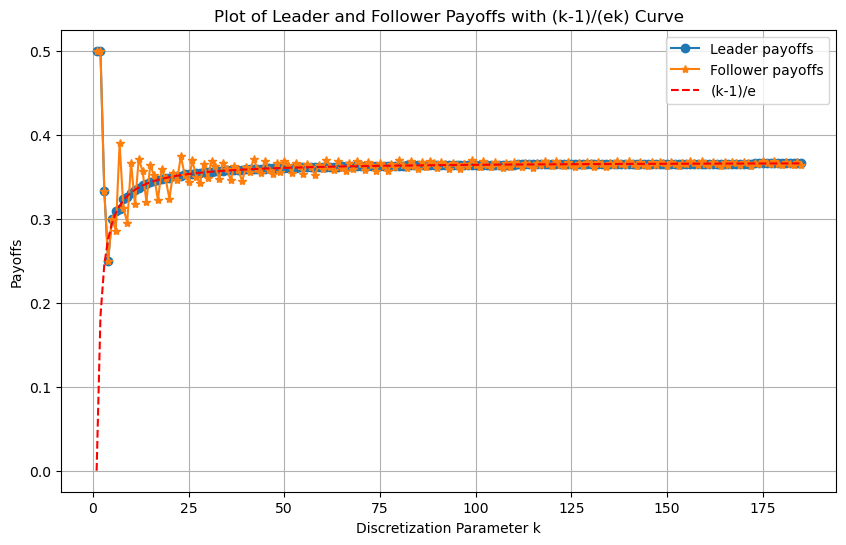 Plot of Leader and Follower Payoffs with (k-1)/(ek) Curve
Leader payoffs
Follower payoffs
(k-1)/e
0.5
0.4
0.3
0.2
0.1
0.0
Payoffs
0
25
50
75
100
125
150
175
Discretization Parameter k